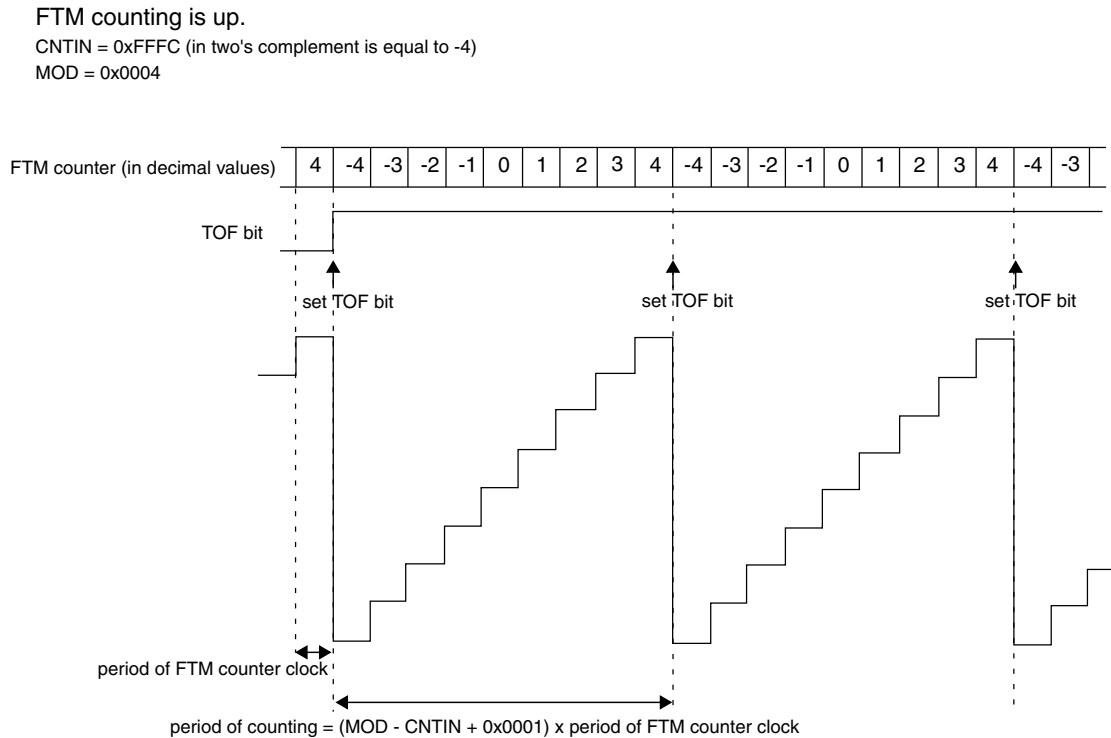 FTM counting is up.
CNTIN = 0xFFFC (in two's complement is equal to -4)
MOD = 0x0004
FTM counter (in decimal values) 4 -4 -3 -2 -1 0 1 2 3 4 -4 -3 -2 -1 0 1 2 3 4 -4 -3
TOF bit
set TOF bit set TOF bit set TOF bit
period of FTM counter clock
period of counting = (MOD - CNTIN + 0x0001) x period of FTM counter clock